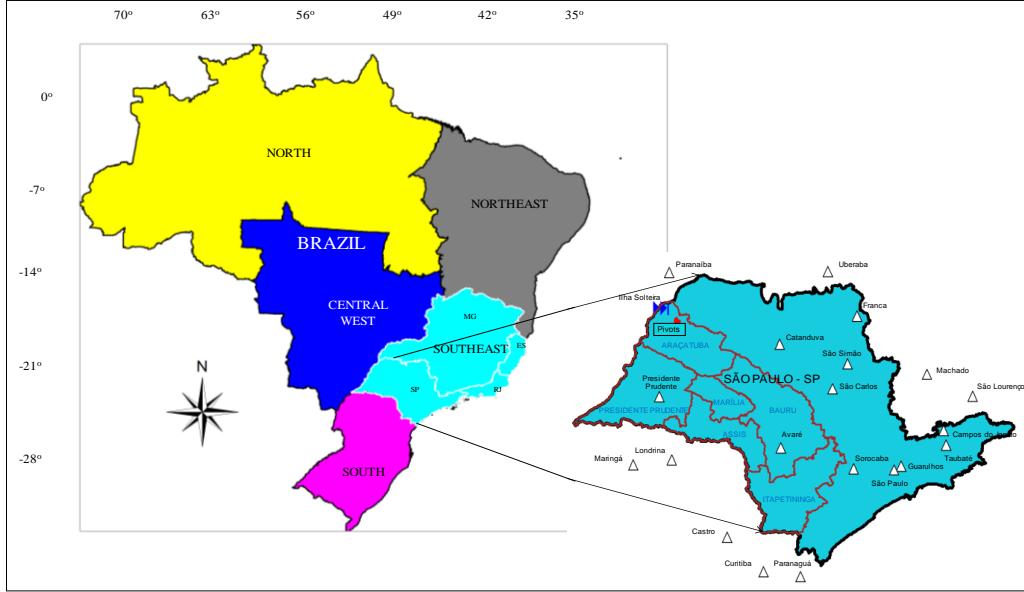 70º 63º 56º 49º 42º 35º
0º
-7º
-14º
-21º
-28º
NORTH
NORTHEAST
BRAZIL
CENTRAL
WEST
MG
SOUTHEAST
ES
SP
RJ
SOUTH
N
Paranaíba
Uberaba
Ilha Solteira
Franca
Pivots
ARAÇATUBA
Catanduva
São Simão
Machado
SÃO PAULO - SP
Presidente
Prudente
São Carlos
São Lourenço
MARÍLIA
PRESIDENTE PRUDENTE
BAURU
ASSIS
Avaré
Campos do Jordão
Taubaté
Londrina
Maringá
Sorocaba
Guarulhos
São Paulo
ITAPETININGA
Castro
Curitiba
Paranaguá